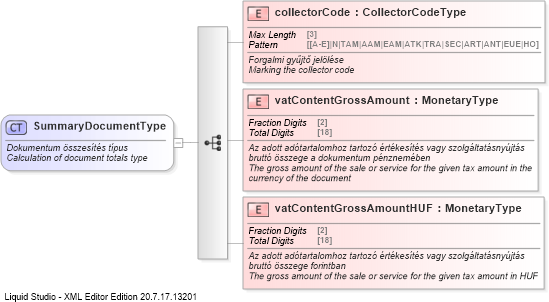 E collectorCode : CollectorCodeType
Max Length [3]
Pattern [[A-E]|N|TAM|AAM|EAM|ATK|TRA|SEC|ART|ANT|EUE|HO]
Forgalmi gyűjtő jelölése
Marking the collector code
CT SummaryDocumentType
Dokumentum összesítés típus
Calculation of document totals type
E vatContentGrossAmount : MonetaryType
Fraction Digits [2]
Total Digits [18]
Az adott adótartalomhoz tartozó értékesítés vagy szolgáltatásnyújtás
bruttó összege a dokumentum pénznemében
The gross amount of the sale or service for the given tax amount in the
currency of the document
E vatContentGrossAmountHUF : MonetaryType
Fraction Digits [2]
Total Digits [18]
Az adott adótartalomhoz tartozó értékesítés vagy szolgáltatásnyújtás
bruttó összege forintban
The gross amount of the sale or service for the given tax amount in HUF
Liquid Studio - XML Editor Edition 20.7.17.13201